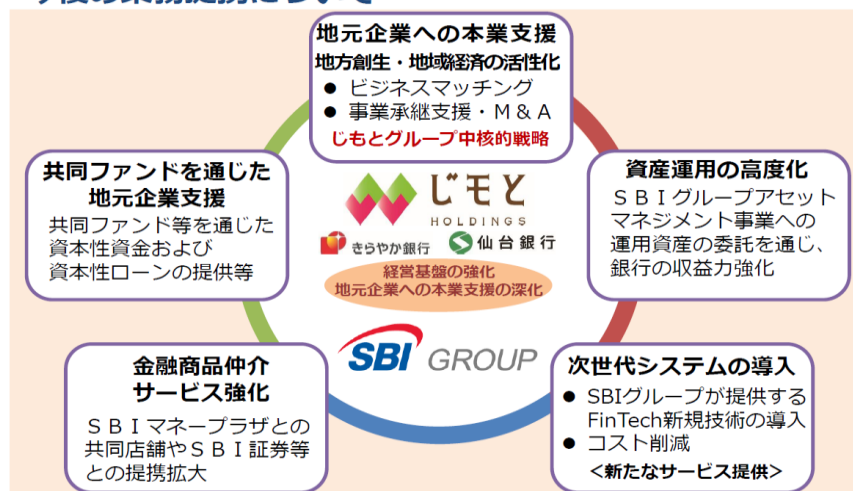 今後の業務提携について
地元企業への本業支援
地方創生・地域経済の活性化
● ビジネスマッチング
● 事業承継支援・M＆A
じもとグループ中核的戦略
共同ファンドを通じた
地元企業支援
共同ファンド等を通じた
資本性資金および
資本性ローンの提供等
資産運用の高度化
ＳＢＩグループアセット
マネジメント事業への
運用資産の委託を通じ、
銀行の収益力強化
じモと
HOLDINGS
きらやか銀行
仙台銀行
経営基盤の強化
地元企業への本業支援の深化
SBI GROUP
金融商品仲介
サービス強化
ＳＢＩマネープラザとの
共同店舗やＳＢＩ証券等
との提携拡大
次世代システムの導入
● SBIグループが提供する
FinTech新規技術の導入
● コスト削減
<新たなサービス提供>